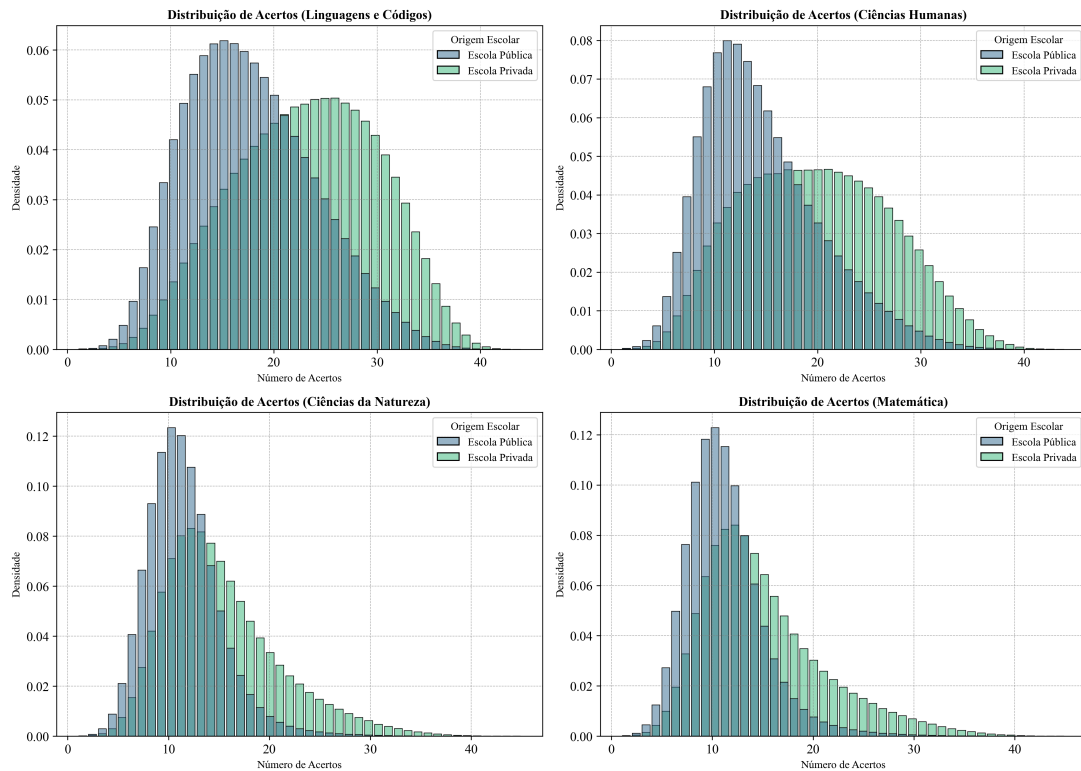 Distribuição de Acertos (Linguagens e Códigos)
Densidade
0.06
0.05
0.04
0.03
0.02
0.01
0.00
0
10
20
30
40
Número de Acertos
Origem Escolar
Escola Pública
Escola Privada
Distribuição de Acertos (Ciências Humanas)
Densidade
0.08
0.07
0.06
0.05
0.04
0.03
0.02
0.01
0.00
0
10
20
30
40
Número de Acertos
Origem Escolar
Escola Pública
Escola Privada
Distribuição de Acertos (Ciências da Natureza)
Densidade
0.12
0.10
0.08
0.06
0.04
0.02
0.00
0
10
20
30
40
Número de Acertos
Origem Escolar
Escola Pública
Escola Privada
Distribuição de Acertos (Matemática)
Densidade
0.12
0.10
0.08
0.06
0.04
0.02
0.00
0
10
20
30
40
Número de Acertos
Origem Escolar
Escola Pública
Escola Privada